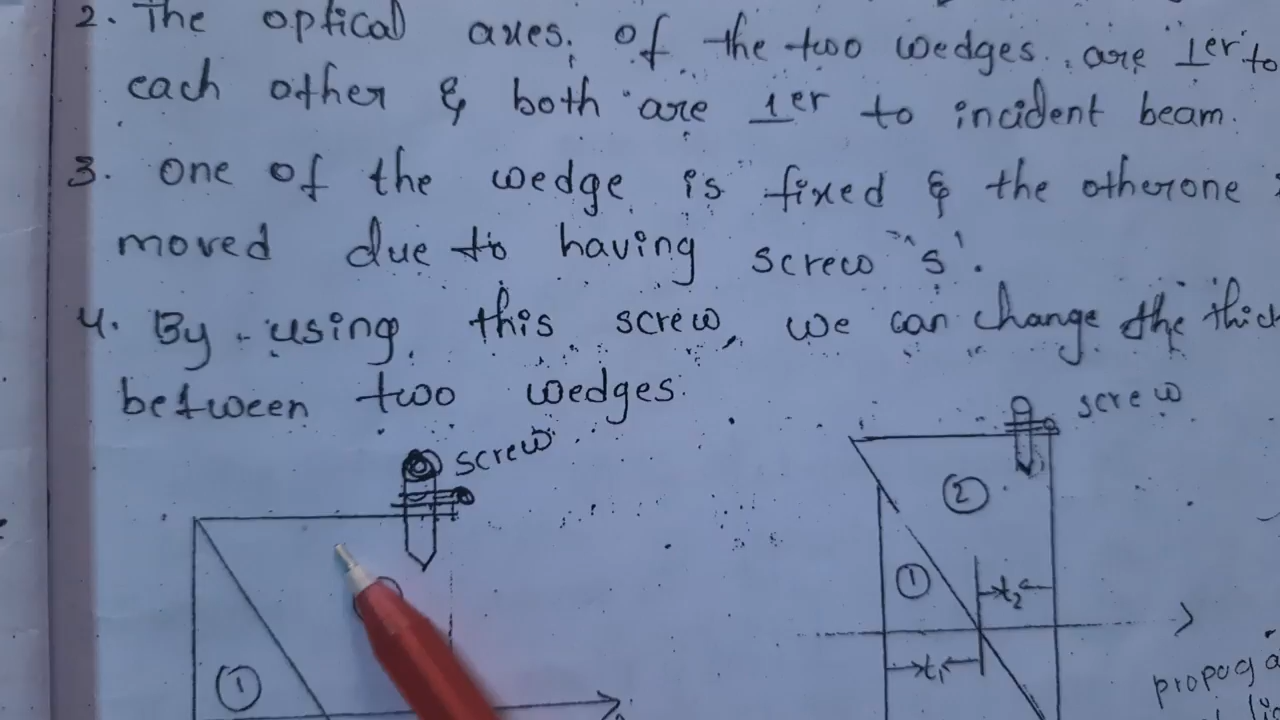 2. The optical axes. of the two wedges are ⊥er to
each other & both are ⊥er to incident beam.
3. One of the wedge is fixed & the otherone
moved due to having screw 's'.
4. By using this screw, we can change the thick
between two wedges.
screw
screw
2
1
t2
t1
1
propoga